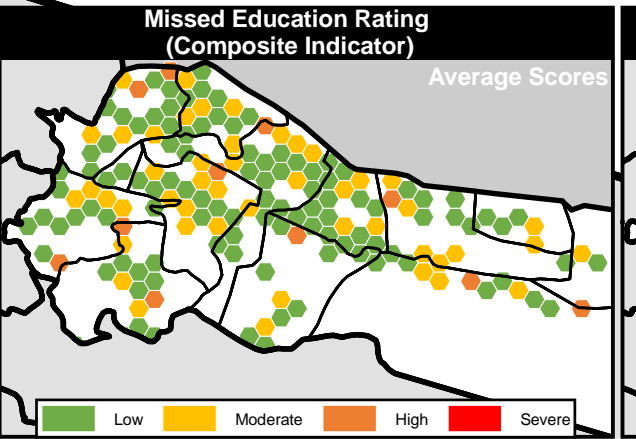 Missed Education Rating
(Composite Indicator)
Average Scores
Low Moderate High Severe